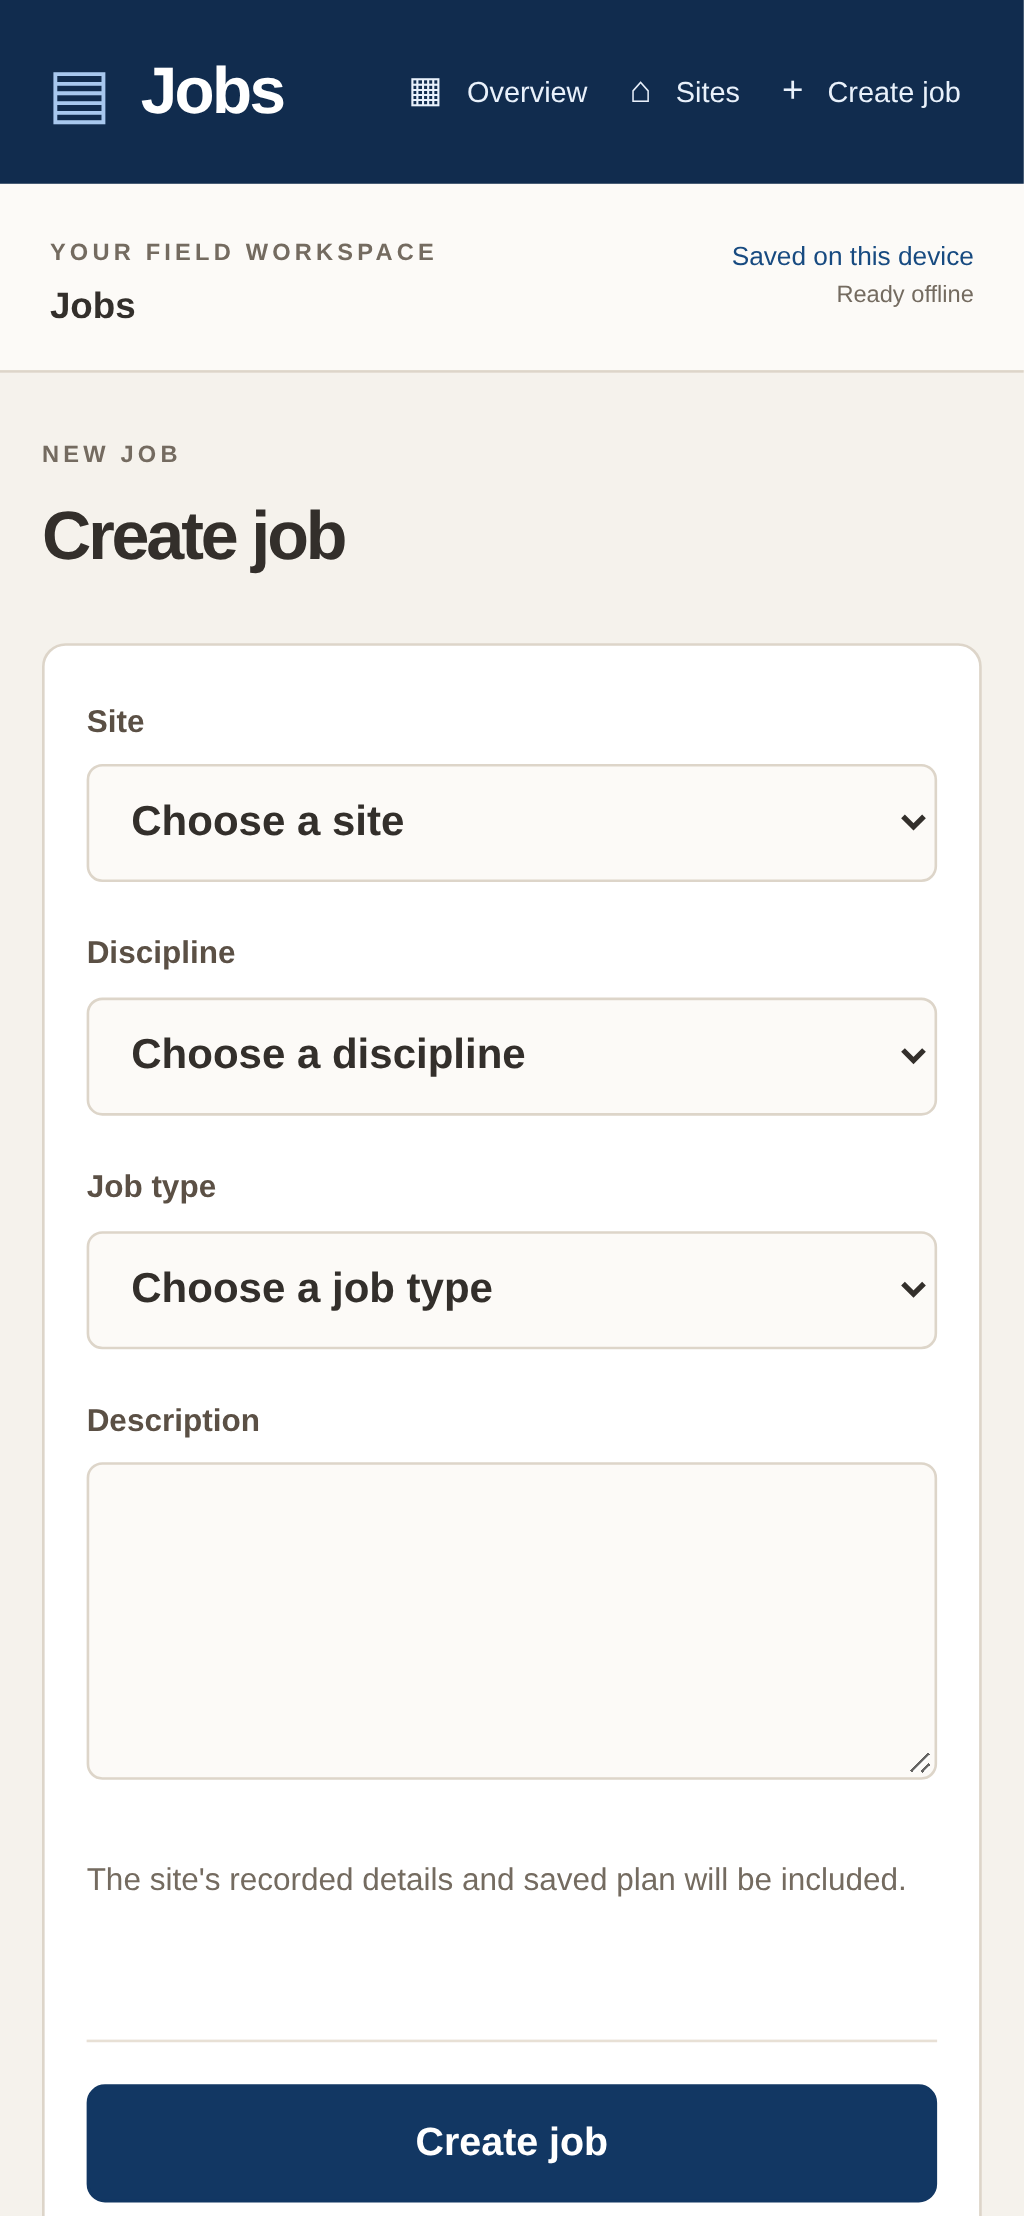 Jobs
Overview
Sites
+ Create job
YOUR FIELD WORKSPACE
Jobs
Saved on this device
Ready offline
NEW JOB
Create job
Site
Choose a site
Discipline
Choose a discipline
Job type
Choose a job type
Description
The site's recorded details and saved plan will be included.
Create job